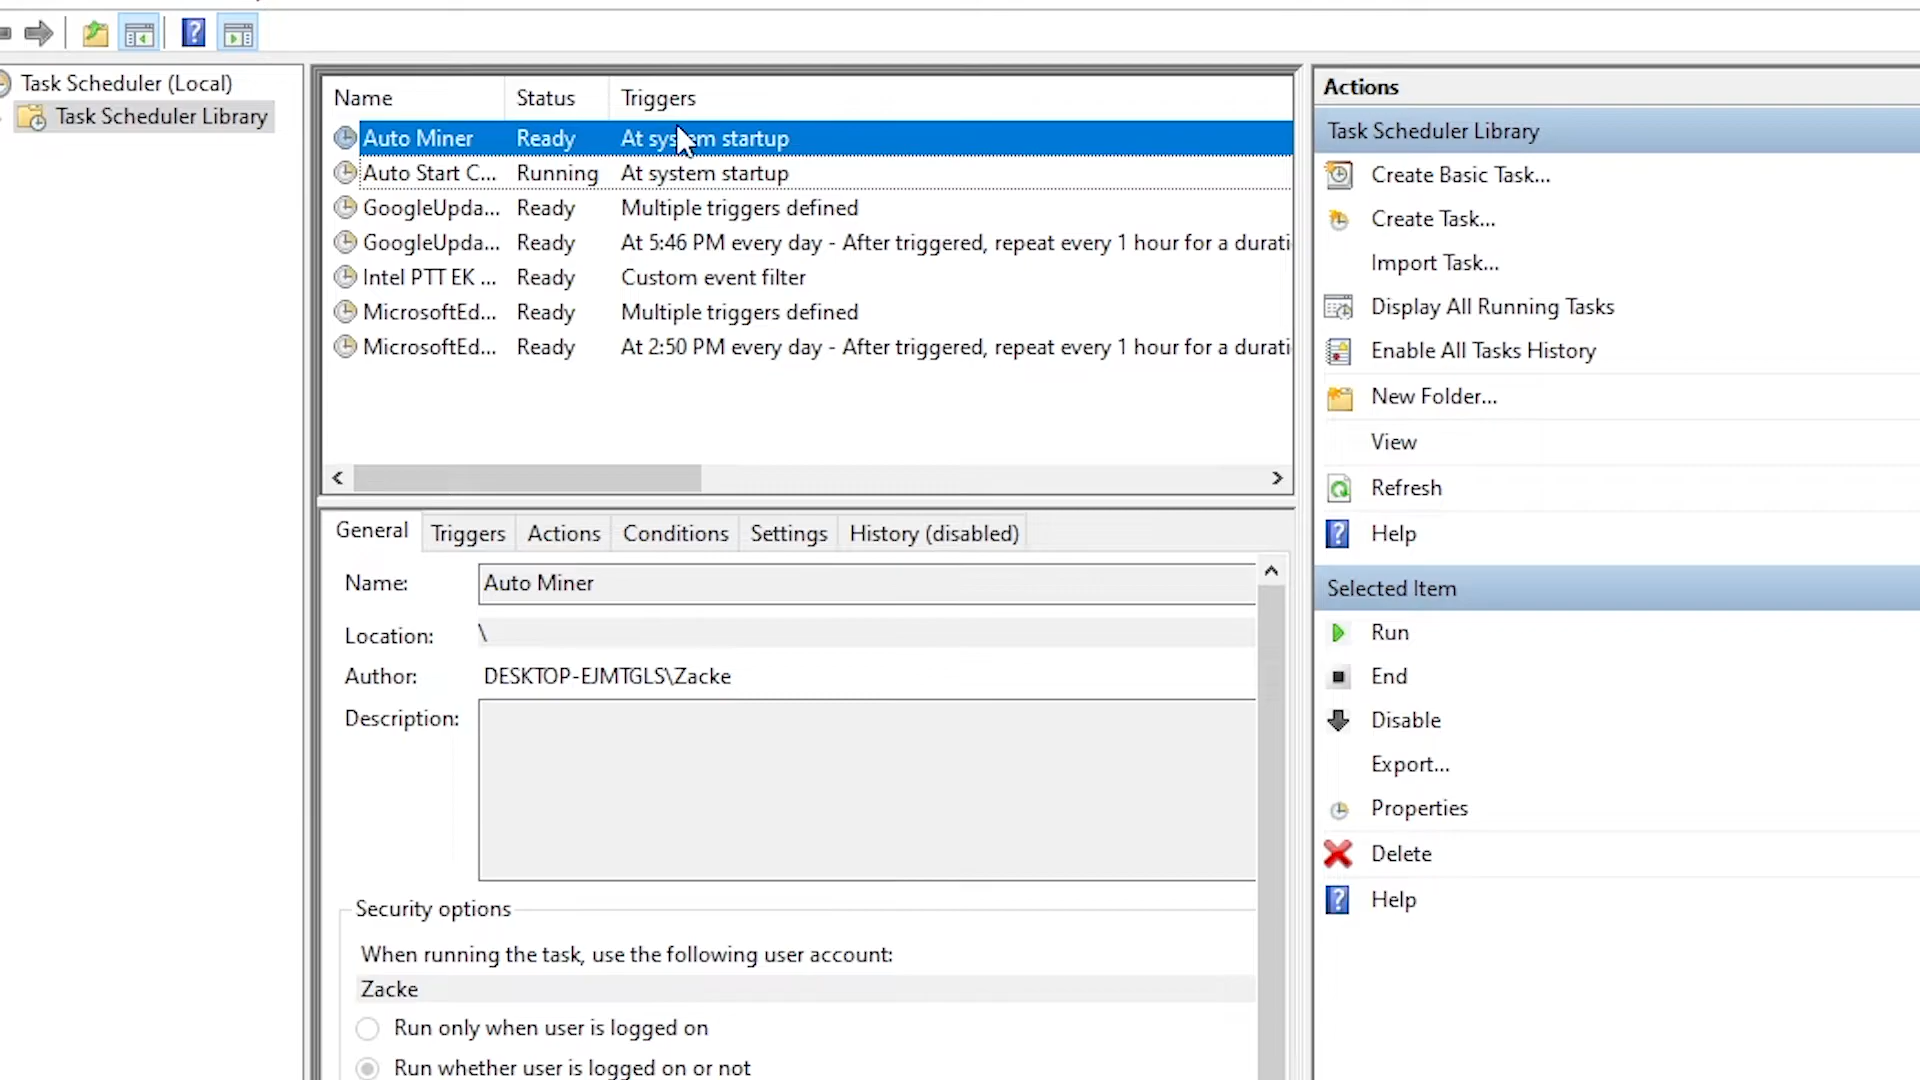 Task Scheduler (Local)
Task Scheduler Library
Name Status Triggers
Auto Miner Ready At system startup
Auto Start C... Running At system startup
GoogleUpda... Ready Multiple triggers defined
GoogleUpda... Ready At 5:46 PM every day - After triggered, repeat every 1 hour for a durati
Intel PTT EK ... Ready Custom event filter
MicrosoftEd... Ready Multiple triggers defined
MicrosoftEd... Ready At 2:50 PM every day - After triggered, repeat every 1 hour for a durati
General Triggers Actions Conditions Settings History (disabled)
Name: Auto Miner
Location: \
Author: DESKTOP-EJMTGLS\Zacke
Description:
Security options
When running the task, use the following user account:
Zacke
Run only when user is logged on
Run whether user is logged on or not
Actions
Task Scheduler Library
Create Basic Task...
Create Task...
Import Task...
Display All Running Tasks
Enable All Tasks History
New Folder...
View
Refresh
Help
Selected Item
Run
End
Disable
Export...
Properties
Delete
Help